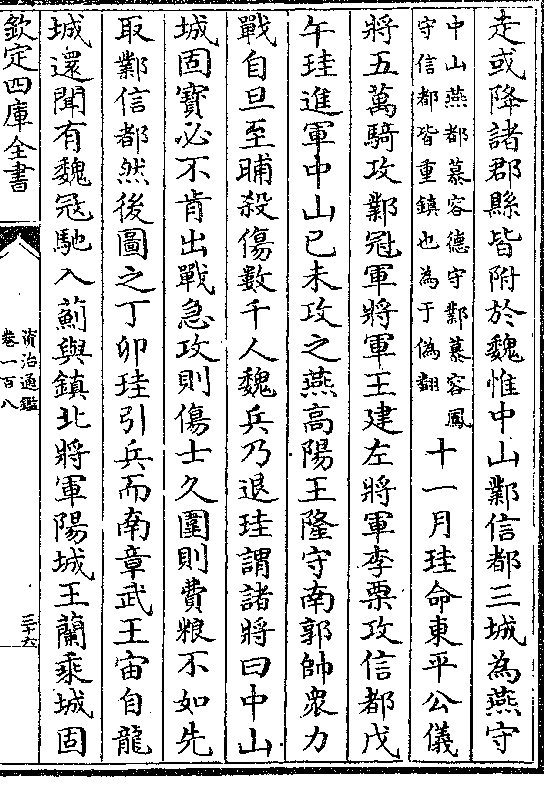 走或降諸郡縣皆附於魏惟中山鄴信都三城為燕守
中山燕都慕容德守鄴慕容鳳
守信都皆重鎮也為于偽翻
十一月珪命東平公儀
將五萬騎攻鄴冠軍將軍王建左將軍李栗攻信都戊
午珪進軍中山己未攻之燕高陽王隆守南郭帥衆力
戰自旦至晡殺傷數千人魏兵乃退珪謂諸將曰中山
城固寶必不肯出戰急攻則傷士久圍則費粮不如先
取鄴信都然後圖之丁卯珪引兵而南章武王宙自龍
城還聞有魏冦馳入薊與鎮北將軍陽城王蘭乘城固
欽定四庫全書
資治通鑑
卷一百八
三十六